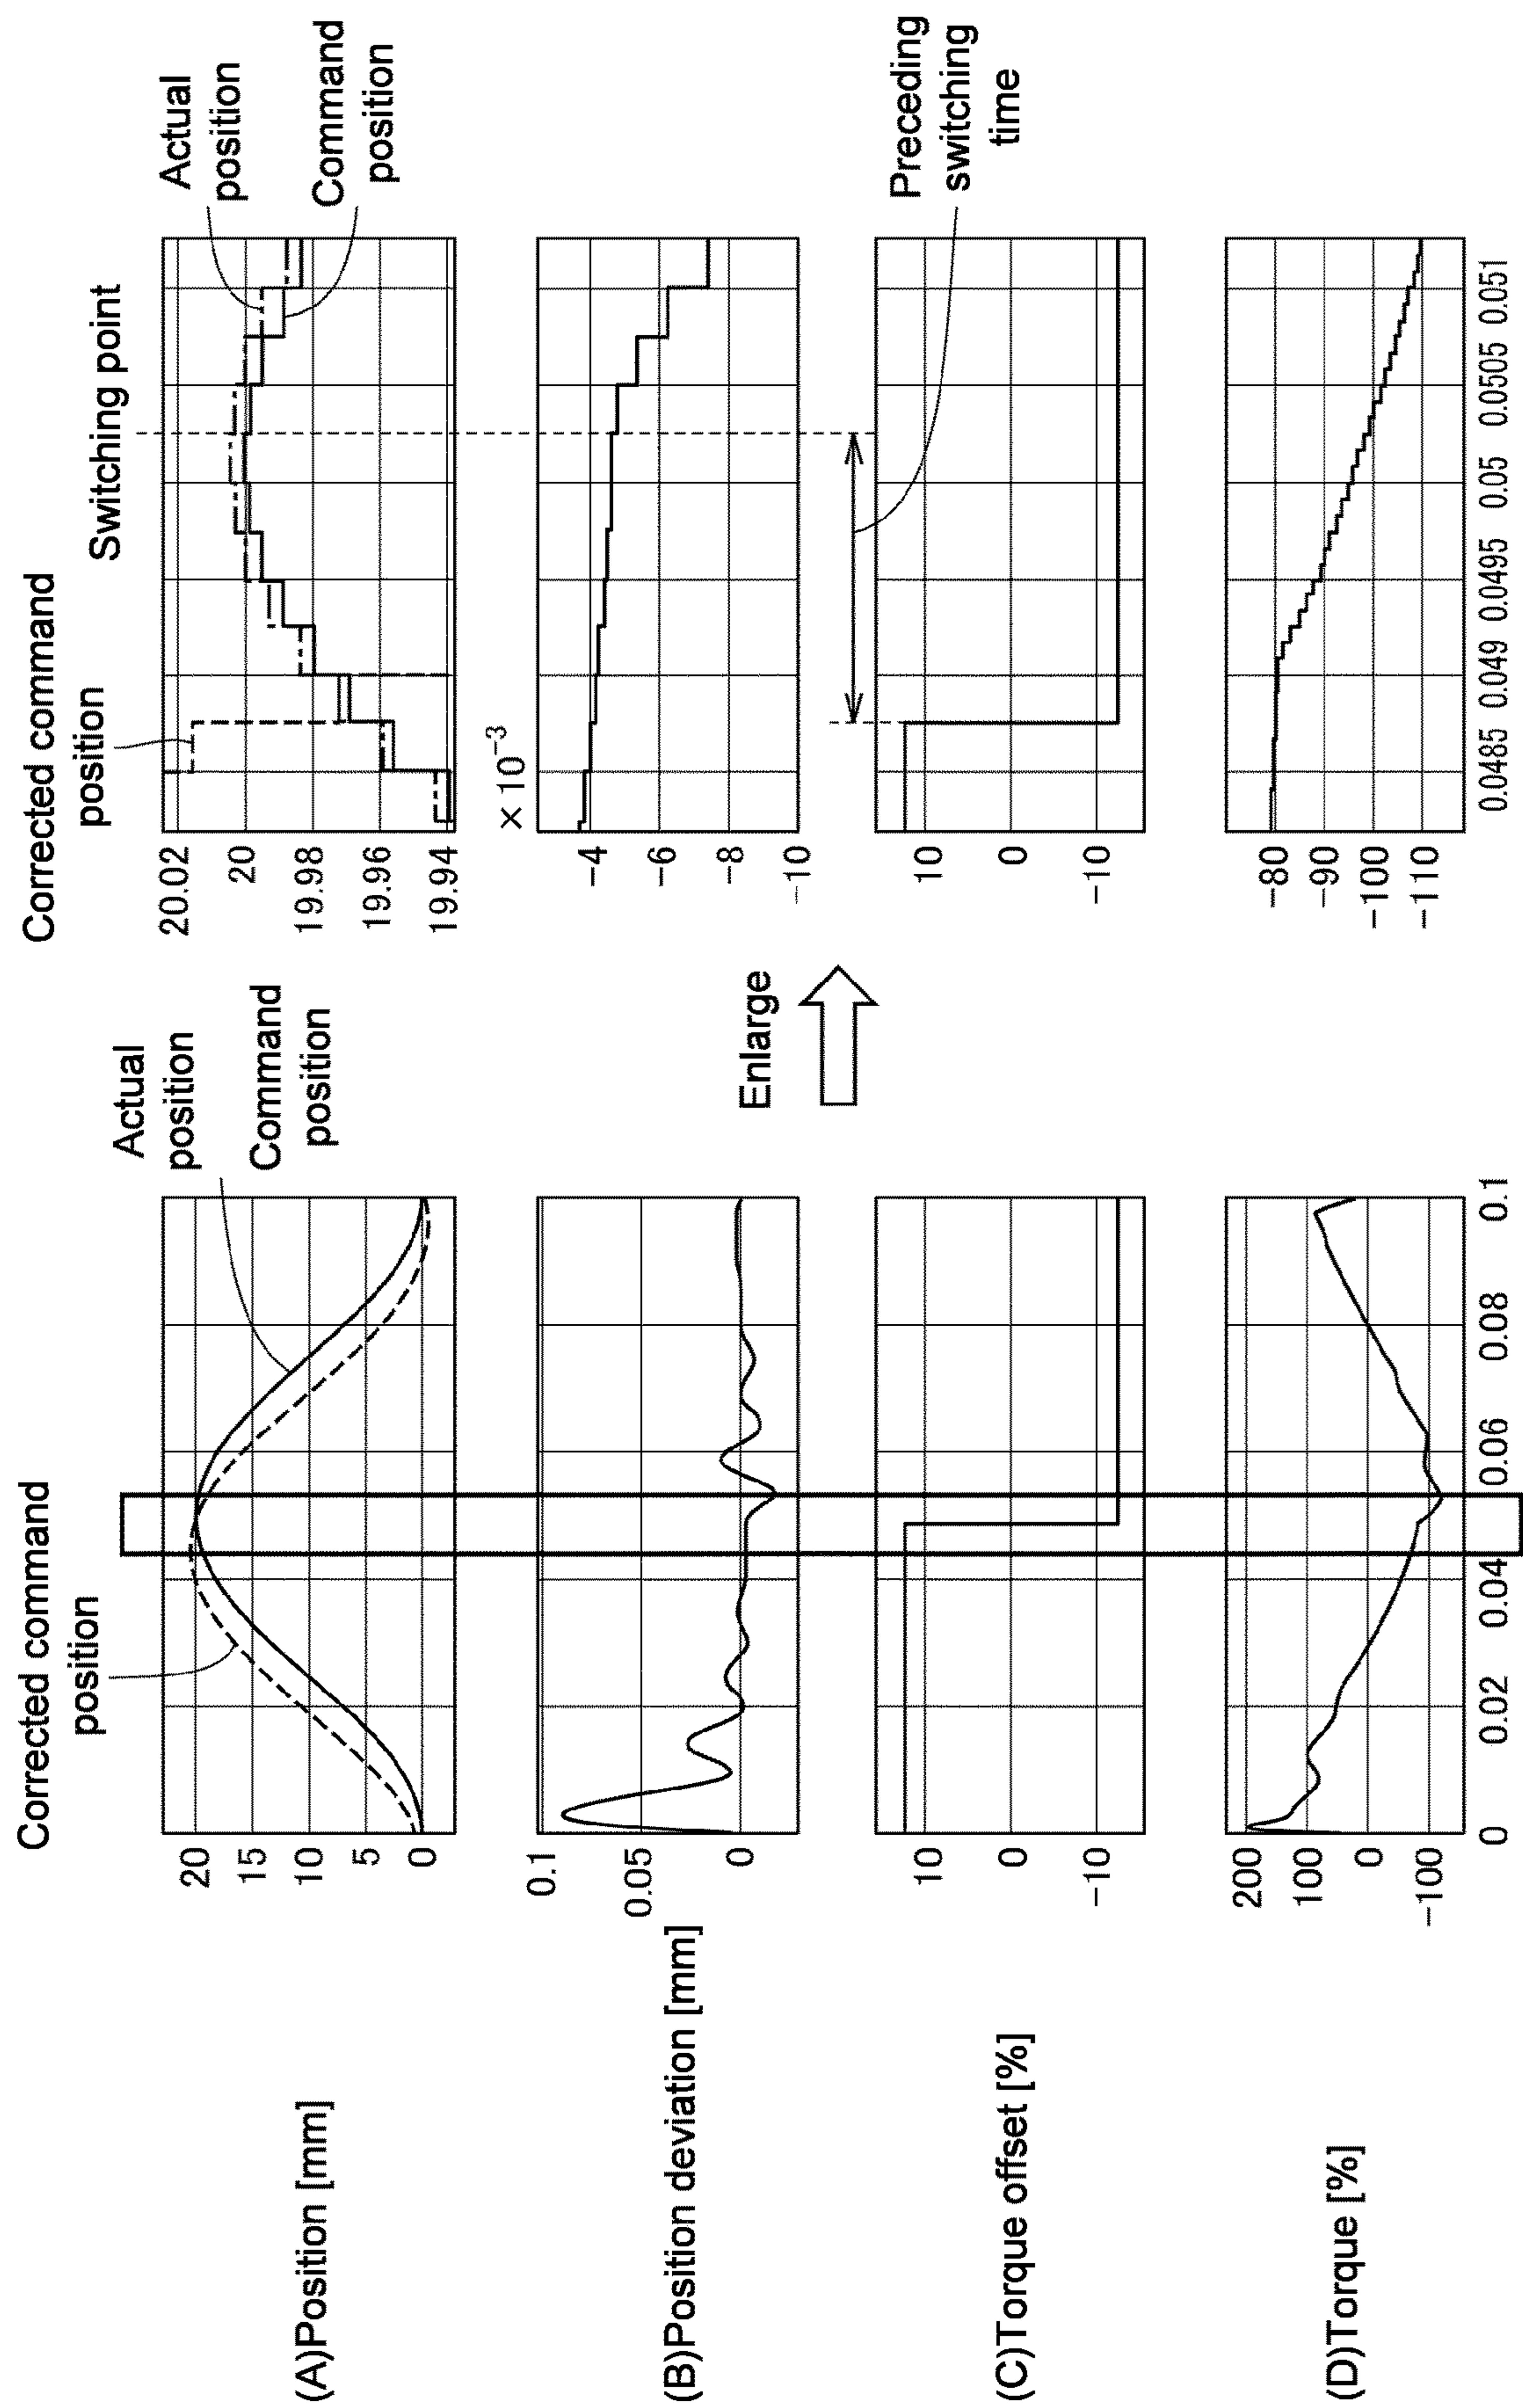 Corrected command
position
Actual
position
Command
position
(A)Position [mm]
20
15
10
5
0
(B)Position deviation [mm]
0.1
0.05
0
(C)Torque offset [%]
10
0
-10
(D)Torque [%]
200
100
0
-100
0
0.02
0.04
0.06
0.08
0.1
Enlarge
Corrected command
position
Switching point
Actual
position
Command
position
20.02
20
19.98
19.96
19.94
×10-3
-4
-6
-8
-10
Preceding
switching
time
10
0
-10
-80
-90
-100
-110
0.0485
0.049
0.0495
0.05
0.0505
0.051